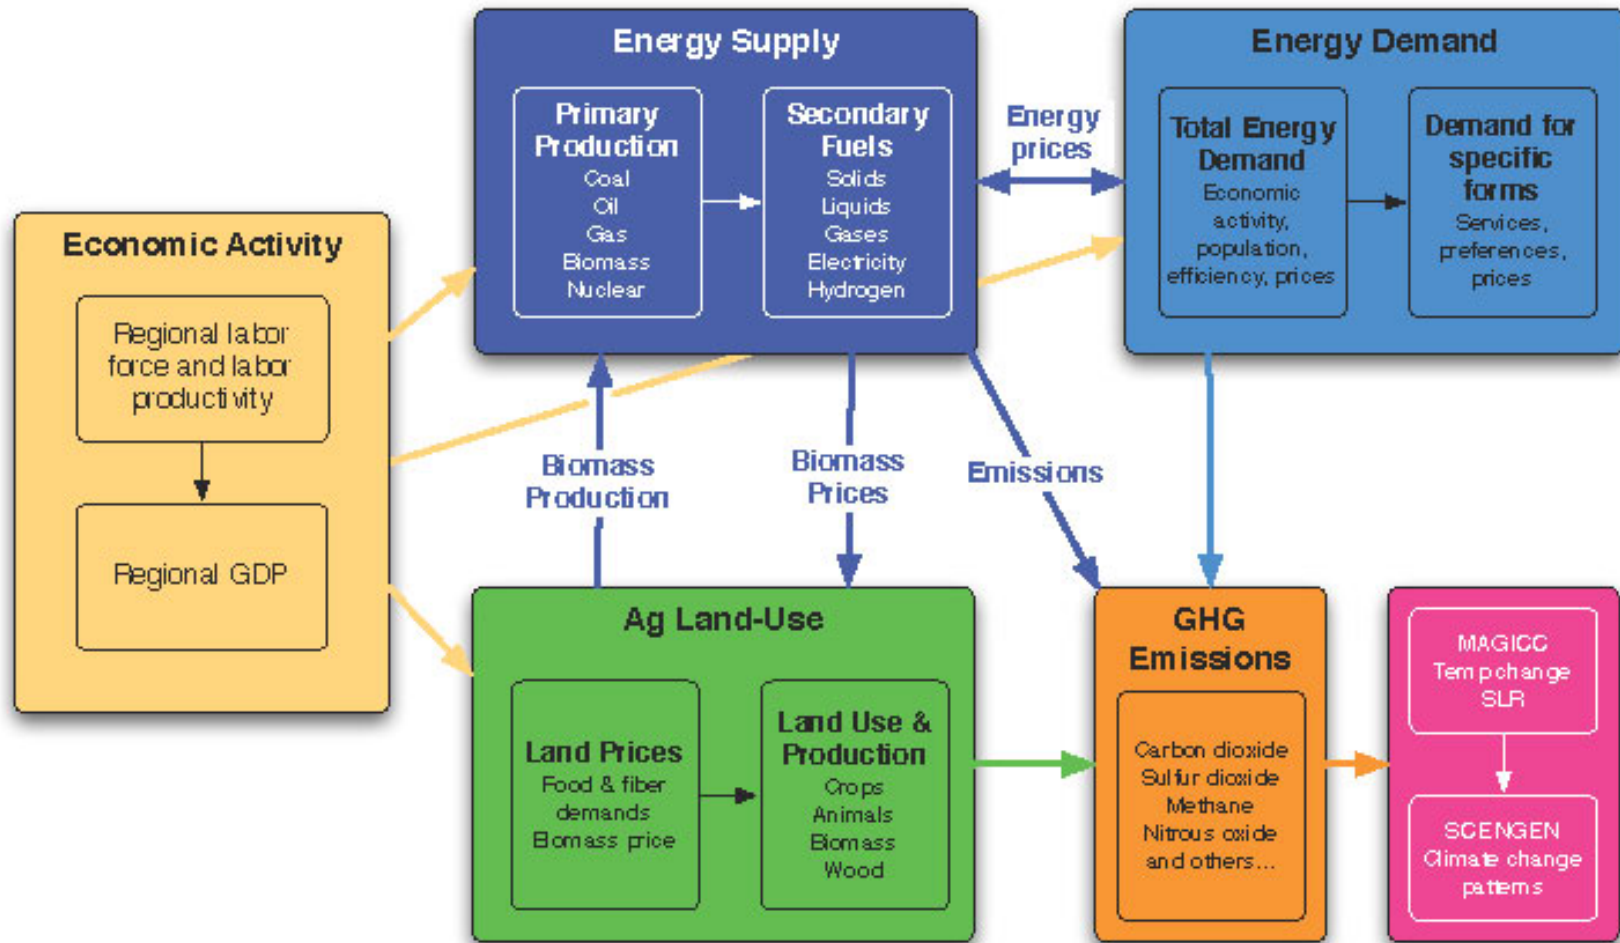 Energy Supply
Primary
Production
Coal
Oil
Gas
Biomass
Nuclear
Secondary
Fuels
Solids
Liquids
Gases
Electricity
Hydrogen
Energy
prices
Energy Demand
Total Energy
Demand
Economic
activity,
population,
efficiency, prices
Demand for
specific
forms
Services,
preferences,
prices
Economic Activity
Regional labor
force and labor
productivity
Regional GDP
Biomass
Production
Biomass
Prices
Emissions
Ag Land-Use
Land Prices
Food & fiber
demands
Biomass price
Land Use &
Production
Crops
Animals
Biomass
Wood
GHG
Emissions
Carbon dioxide
Sulfur dioxide
Methane
Nitrous oxide
and others...
MAGICC
Temp change
SLR
SCENGEN
Climate change
patterns